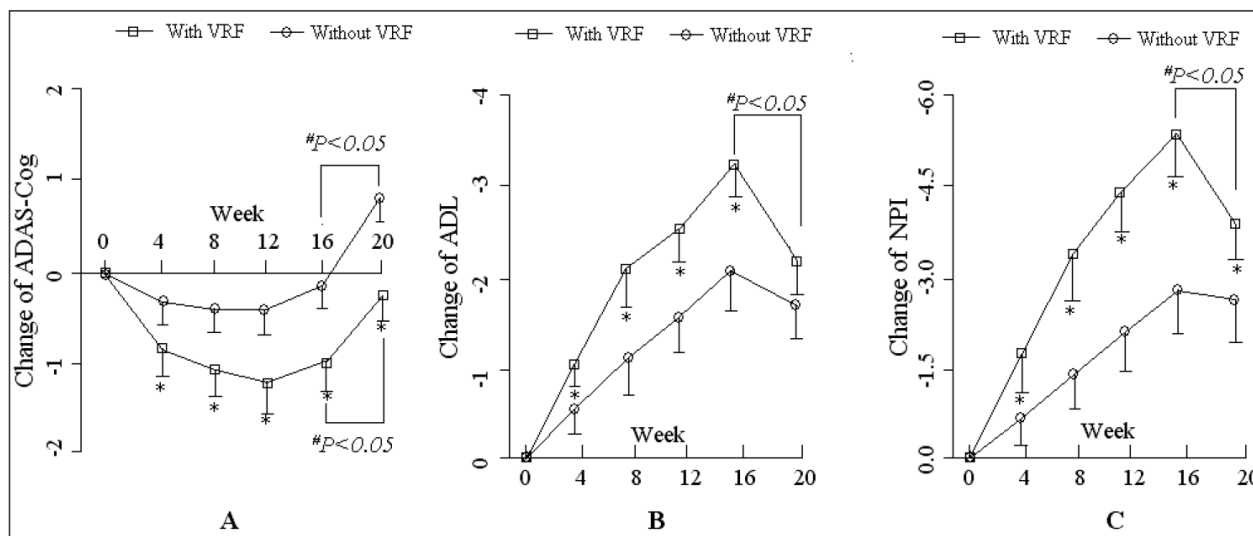 With VRF Without VRF
2
1
0
-1
-2
Change of ADAS-Cog
Week
0 4 8 12 16 20
#P<0.05
* * * * *
#P<0.05
A
With VRF Without VRF
-4
-3
-2
-1
0
Change of ADL
#P<0.05
* * * *
Week
0 4 8 12 16 20
B
With VRF Without VRF
-6.0
-4.5
-3.0
-1.5
0.0
Change of NPI
#P<0.05
* * * * *
Week
0 4 8 12 16 20
C